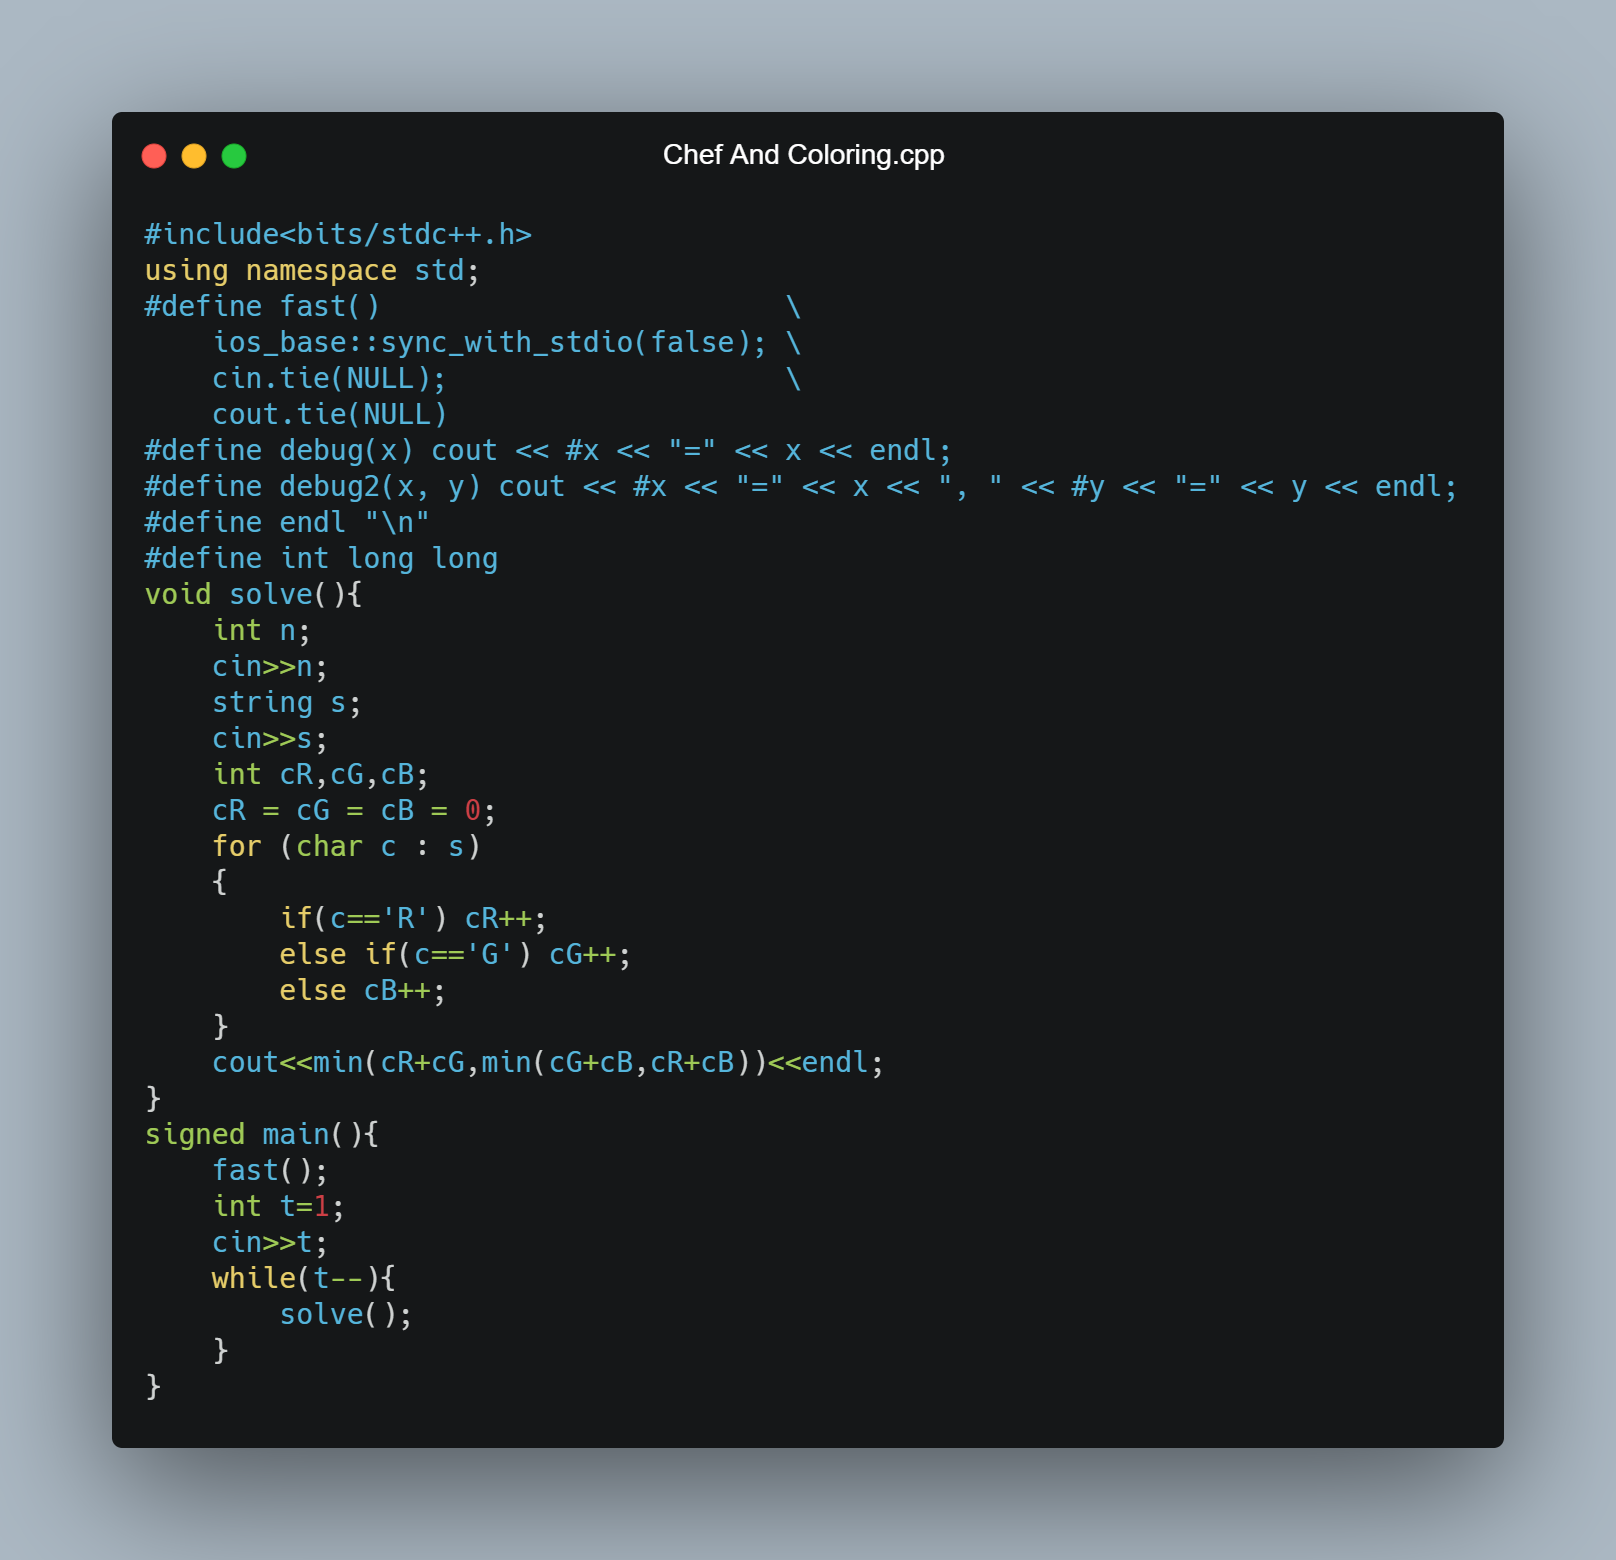 Chef And Coloring.cpp
#include<bits/stdc++.h>
using namespace std;
#define fast()                        \
    ios_base::sync_with_stdio(false); \
    cin.tie(NULL);                    \
    cout.tie(NULL)
#define debug(x) cout << #x << "=" << x << endl;
#define debug2(x, y) cout << #x << "=" << x << ", " << #y << "=" << y << endl;
#define endl "\n"
#define int long long
void solve(){
    int n;
    cin>>n;
    string s;
    cin>>s;
    int cR,cG,cB;
    cR = cG = cB = 0;
    for (char c : s)
    {
        if(c=='R') cR++;
        else if(c=='G') cG++;
        else cB++;
    }
    cout<<min(cR+cG,min(cG+cB,cR+cB))<<endl;
}
signed main(){
    fast();
    int t=1;
    cin>>t;
    while(t--){
        solve();
    }
}